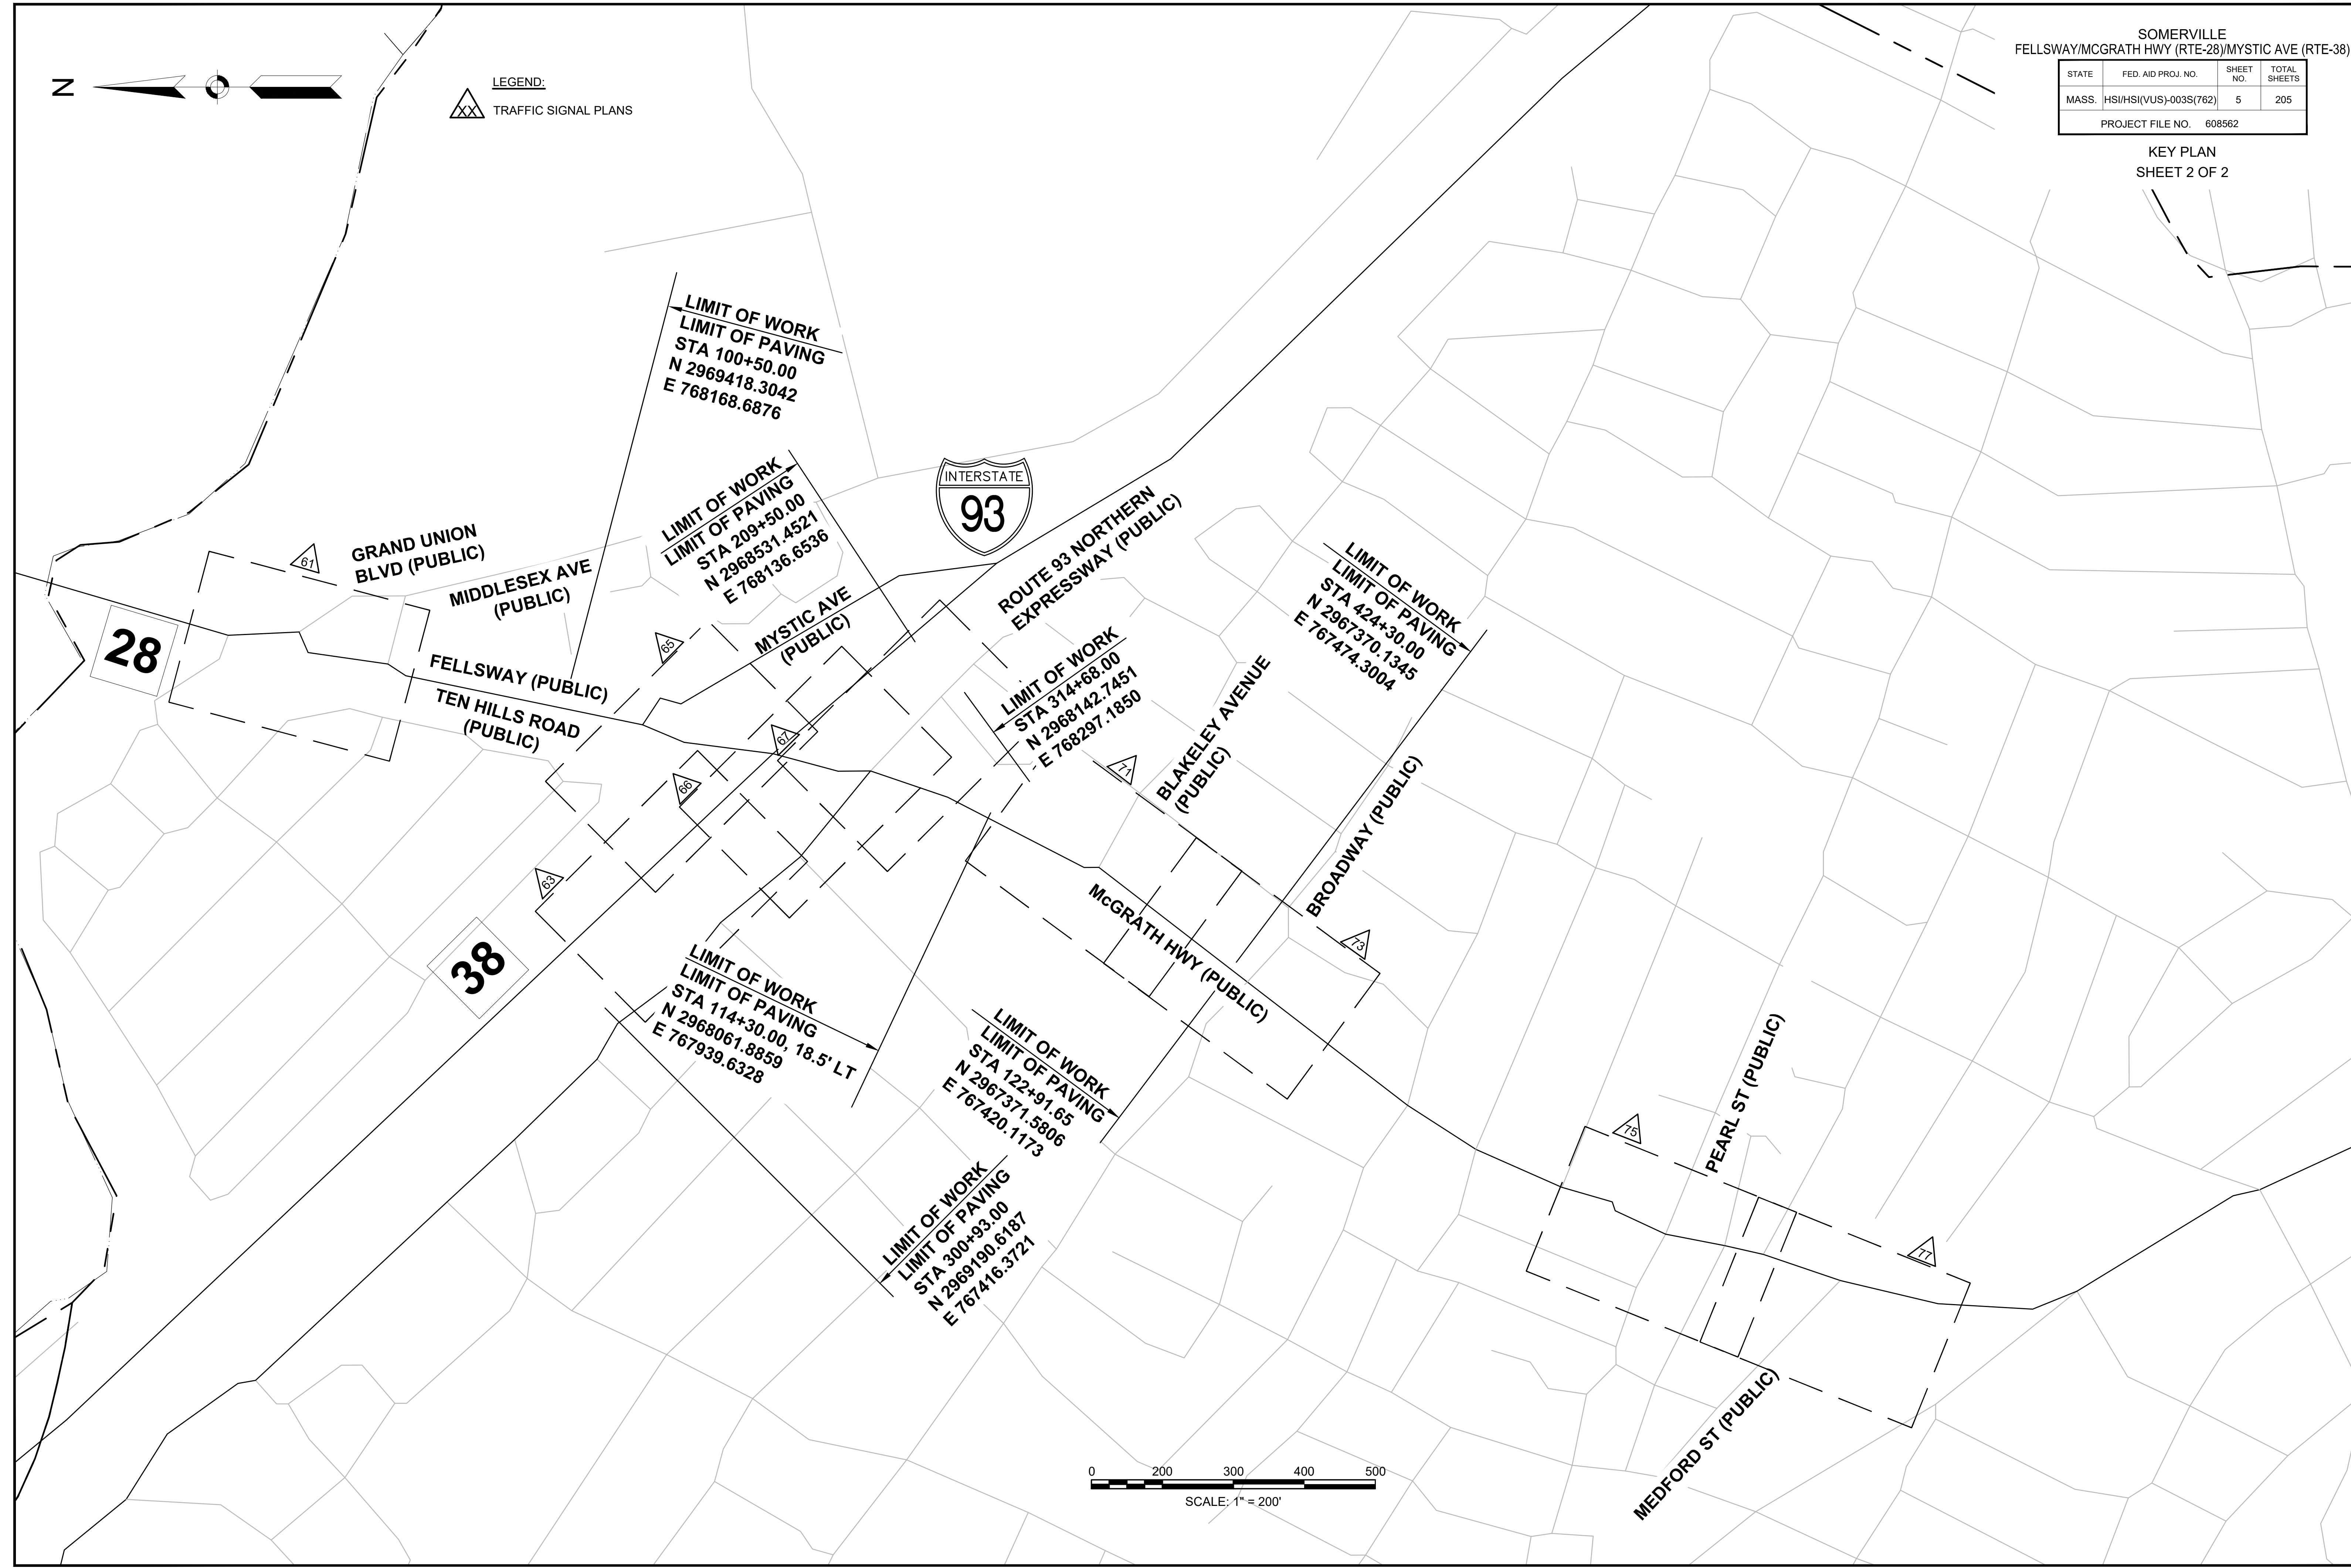 SOMERVILLE
FELLSWAY/MCGRATH HWY (RTE-28)/MYSTIC AVE (RTE-38)
STATE FED. AID PROJ. NO. SHEET NO. TOTAL SHEETS
MASS. HSI/HSI(VUS)-003S(762) 5 205
PROJECT FILE NO. 608562
KEY PLAN
SHEET 2 OF 2
N
LEGEND:
XX TRAFFIC SIGNAL PLANS
LIMIT OF WORK
LIMIT OF PAVING
STA 100+50.00
N 2969418.3042
E 768168.6876
LIMIT OF WORK
LIMIT OF PAVING
STA 209+50.00
N 2968531.4521
E 768136.6536
INTERSTATE
93
ROUTE 93 NORTHERN
EXPRESSWAY (PUBLIC)
61
GRAND UNION
BLVD (PUBLIC)
MIDDLESEX AVE
(PUBLIC)
28
FELLSWAY (PUBLIC)
TEN HILLS ROAD
(PUBLIC)
65
MYSTIC AVE
(PUBLIC)
67
66
63
38
LIMIT OF WORK
STA 314+68.00
N 2968142.7451
E 768297.1850
71
BLAKELEY AVENUE
(PUBLIC)
LIMIT OF WORK
LIMIT OF PAVING
STA 424+30.00
N 2967370.1345
E 767474.3004
BROADWAY (PUBLIC)
McGRATH HWY (PUBLIC)
73
LIMIT OF WORK
LIMIT OF PAVING
STA 114+30.00, 18.5' LT
N 2968061.8859
E 767939.6328
LIMIT OF WORK
LIMIT OF PAVING
STA 122+91.65
N 2967371.5806
E 767420.1173
LIMIT OF WORK
LIMIT OF PAVING
STA 300+93.00
N 2969190.6187
E 767416.3721
75
PEARL ST (PUBLIC)
77
MEDFORD ST (PUBLIC)
0 200 300 400 500
SCALE: 1" = 200'